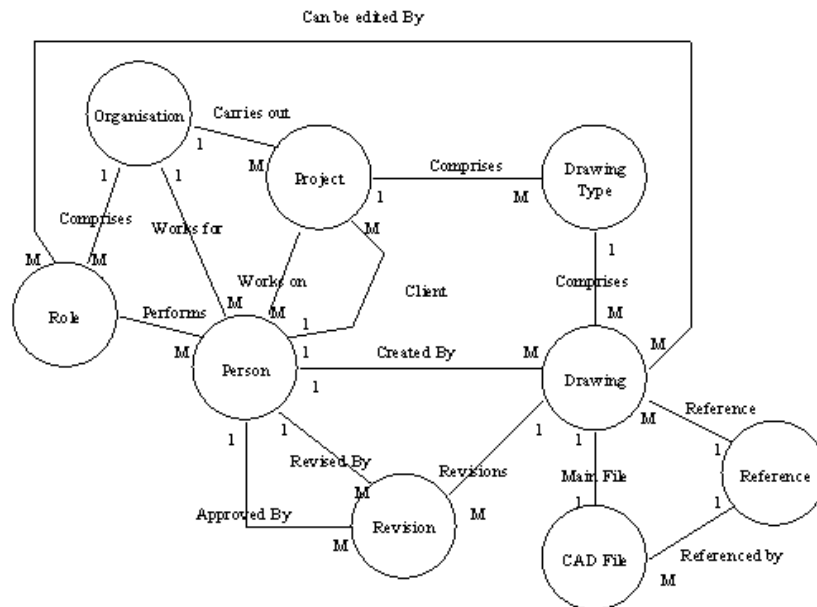 Can be edited By
Organisation
Carries out
1
M
Project
Comprises
1
M
Drawing
Type
1
1
M
Comprises
Works for
1
Comprises
M
M
Works on
Client
M
M
M
Role
Performs
M
1
M
M
1
Created By
M
Person
1
Drawing
1
1
Revised By
Revisions
1
1
M
Reference
1
Main File
M
Reference
Approved By
M
Revision
M
1
1
CAD File
M
Referenced by